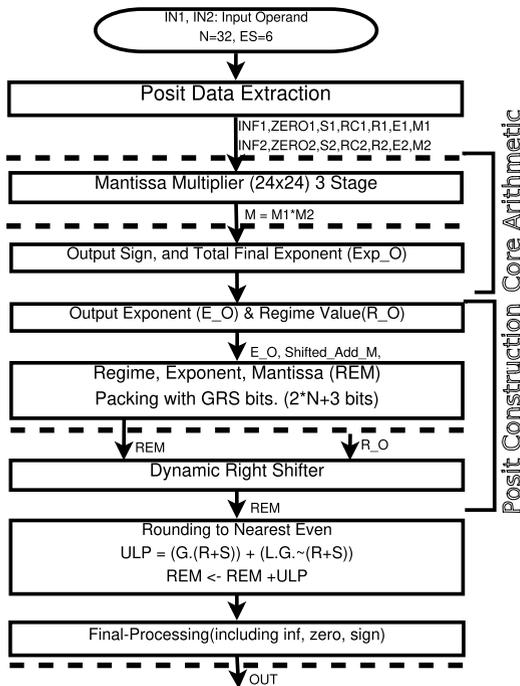 IN1, IN2: Input Operand
N=32, ES=6
Posit Data Extraction
INF1,ZERO1,S1,RC1,R1,E1,M1
INF2,ZERO2,S2,RC2,R2,E2,M2
Mantissa Multiplier (24x24) 3 Stage
M = M1*M2
Output Sign, and Total Final Exponent (Exp_O)
Core Arithmetic
Output Exponent (E_O) & Regime Value(R_O)
E_O, Shifted_Add_M,
Regime, Exponent, Mantissa (REM)
Packing with GRS bits. (2*N+3 bits)
REM
R_O
Dynamic Right Shifter
REM
Posit Construction
Rounding to Nearest Even
ULP = (G.(R+S)) + (L.G.~(R+S))
REM <- REM +ULP
Final-Processing(including inf, zero, sign)
OUT